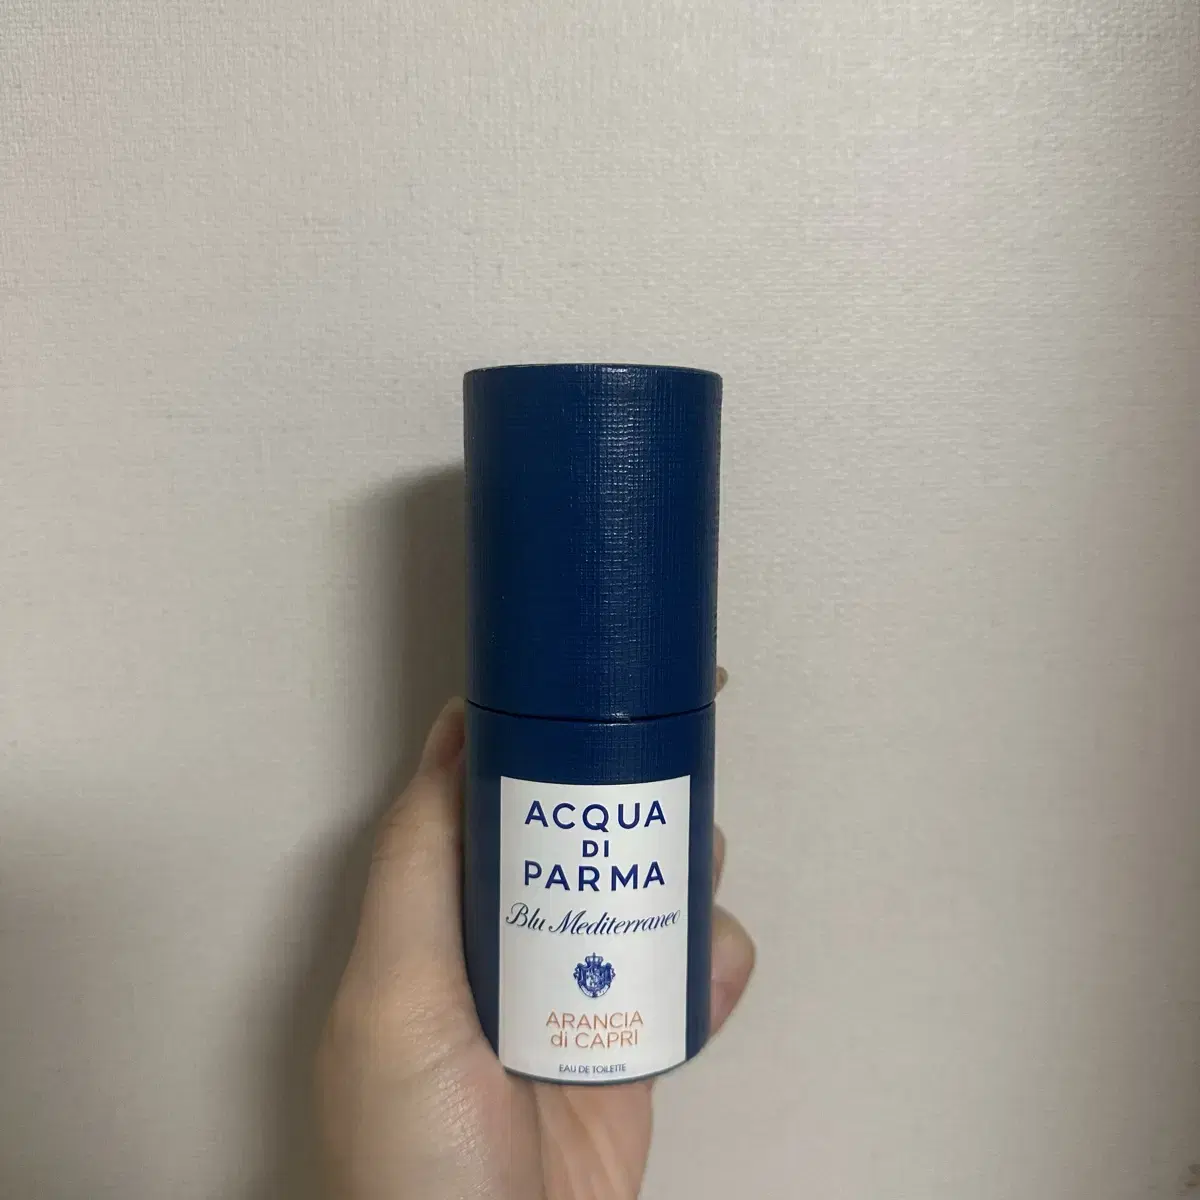 ACQUA
DI
PARMA
Blu Mediterraneo
ARANCIA
di CAPRI
EAU DE TOILETTE